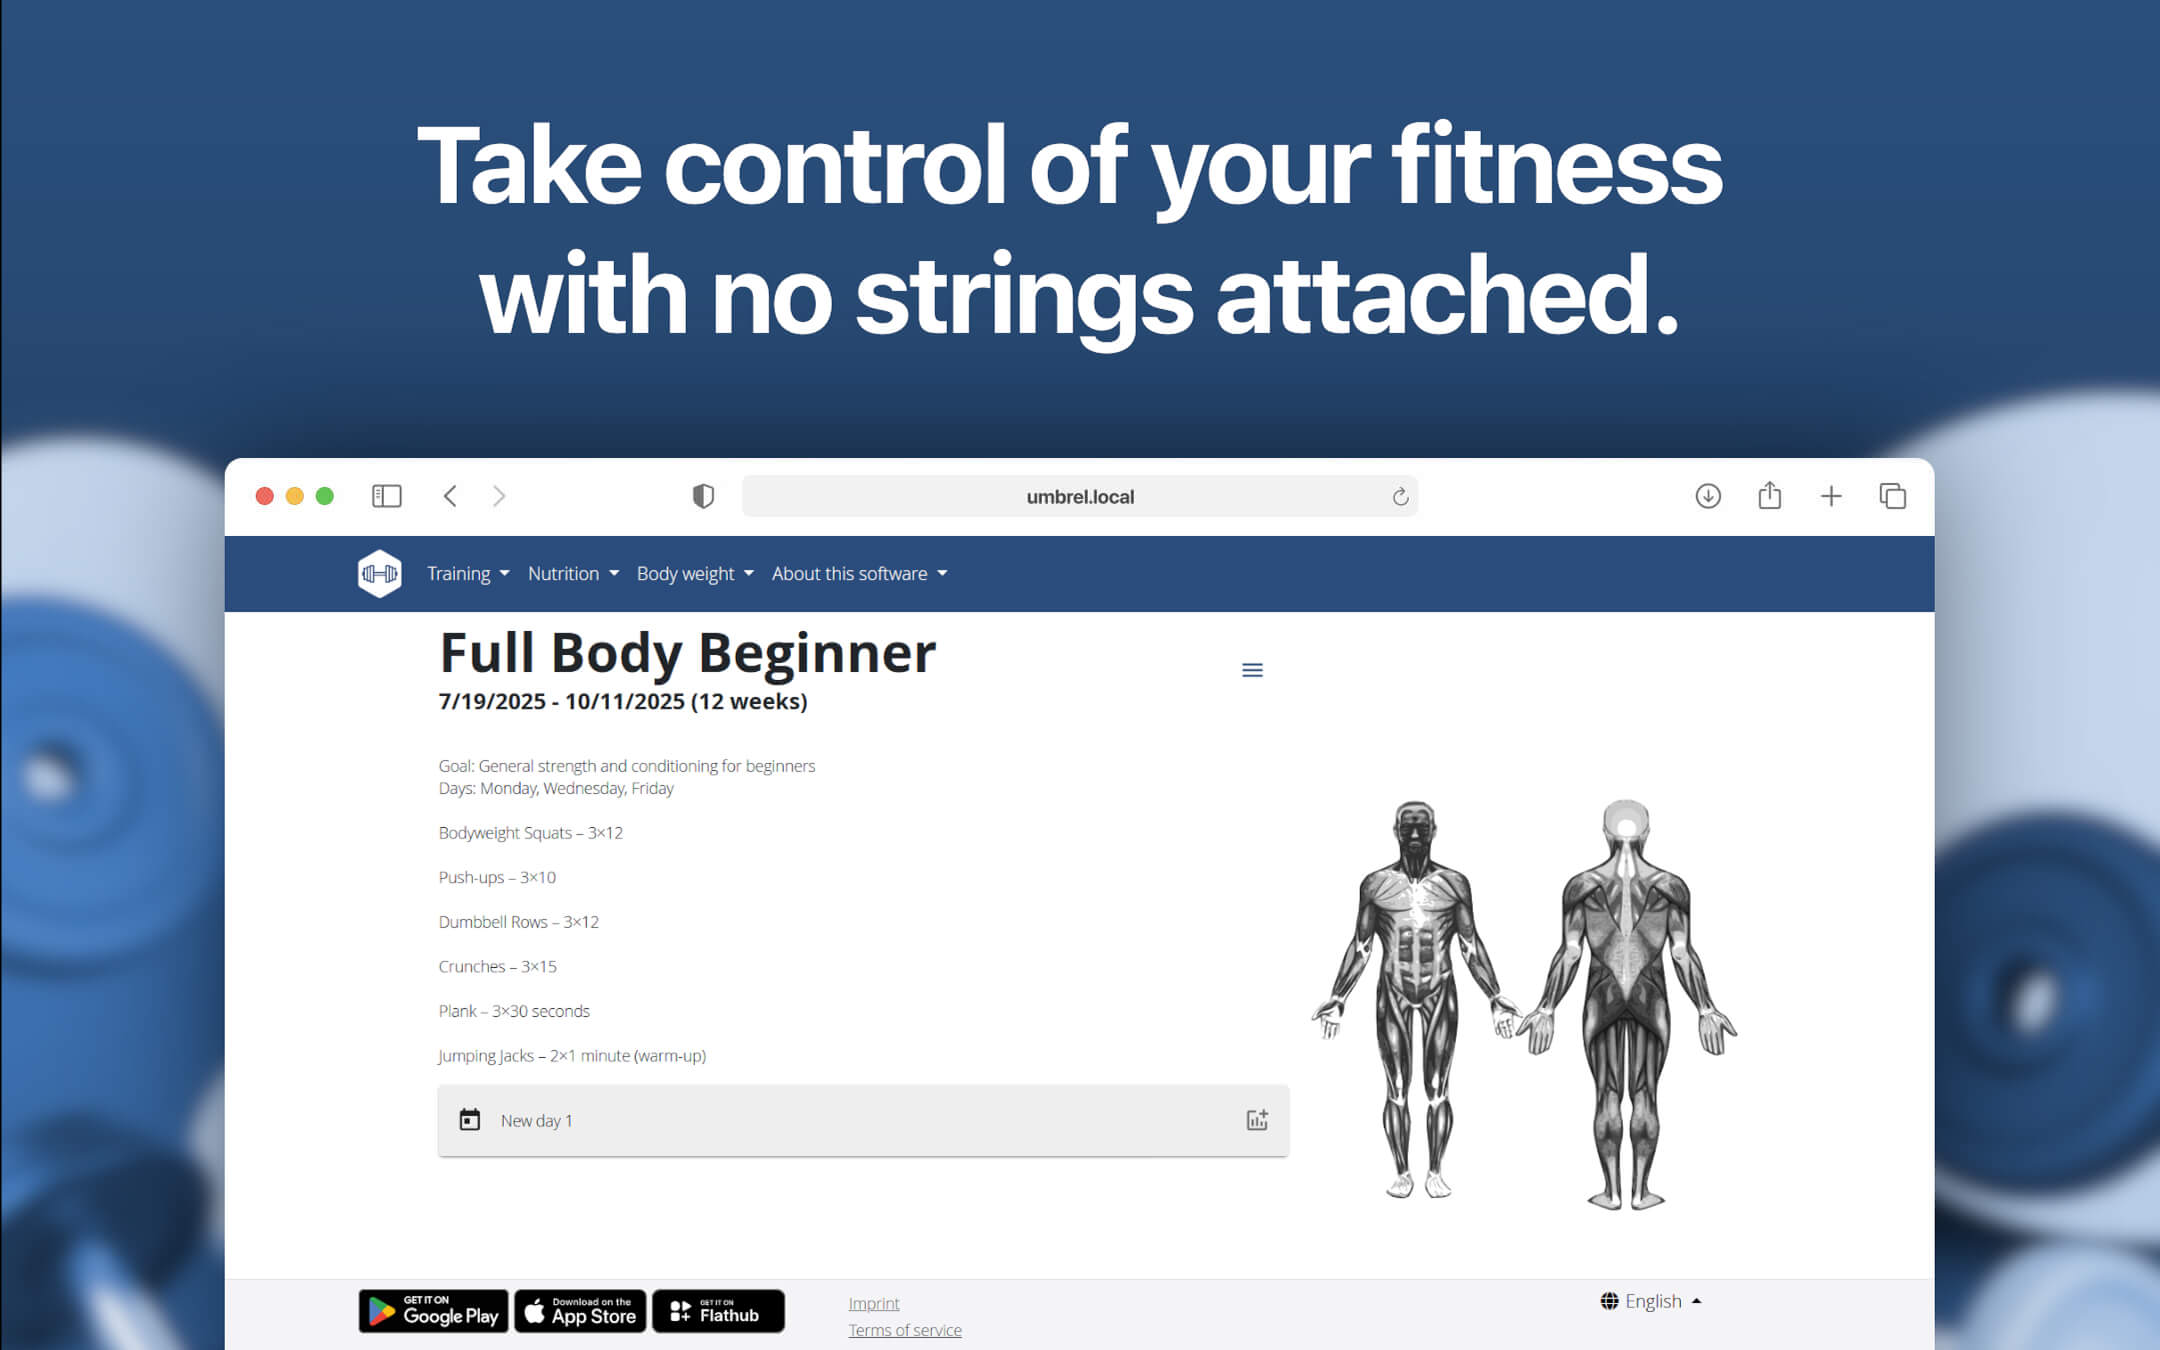 Take control of your fitness
with no strings attached.
umbrel.local
Training Nutrition Body weight About this software
Full Body Beginner
7/19/2025 - 10/11/2025 (12 weeks)
Goal: General strength and conditioning for beginners
Days: Monday, Wednesday, Friday
Bodyweight Squats – 3×12
Push-ups – 3×10
Dumbbell Rows – 3×12
Crunches – 3×15
Plank – 3×30 seconds
Jumping Jacks – 2×1 minute (warm-up)
New day 1
GET IT ON
Google Play
Download on the
App Store
GET IT ON
Flathub
Imprint
Terms of service
English